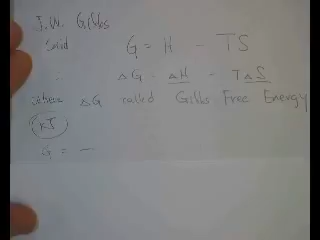 J.W. Gibbs
Said G = H - TS
∴ ΔG = ΔH - TΔS
where ΔG called Gibbs Free Energy
KJ
G = -